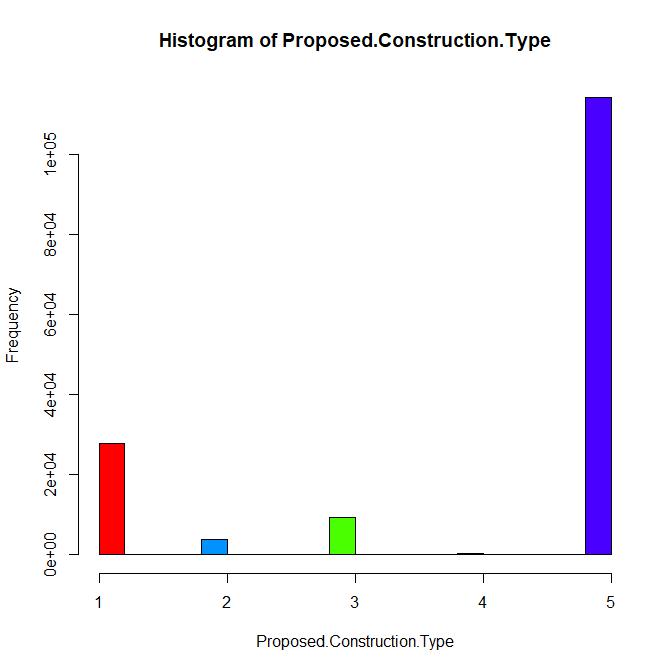 Histogram of Proposed.Construction.Type
Frequency
1e+05
8e+04
6e+04
4e+04
2e+04
0e+00
1 2 3 4 5
Proposed.Construction.Type